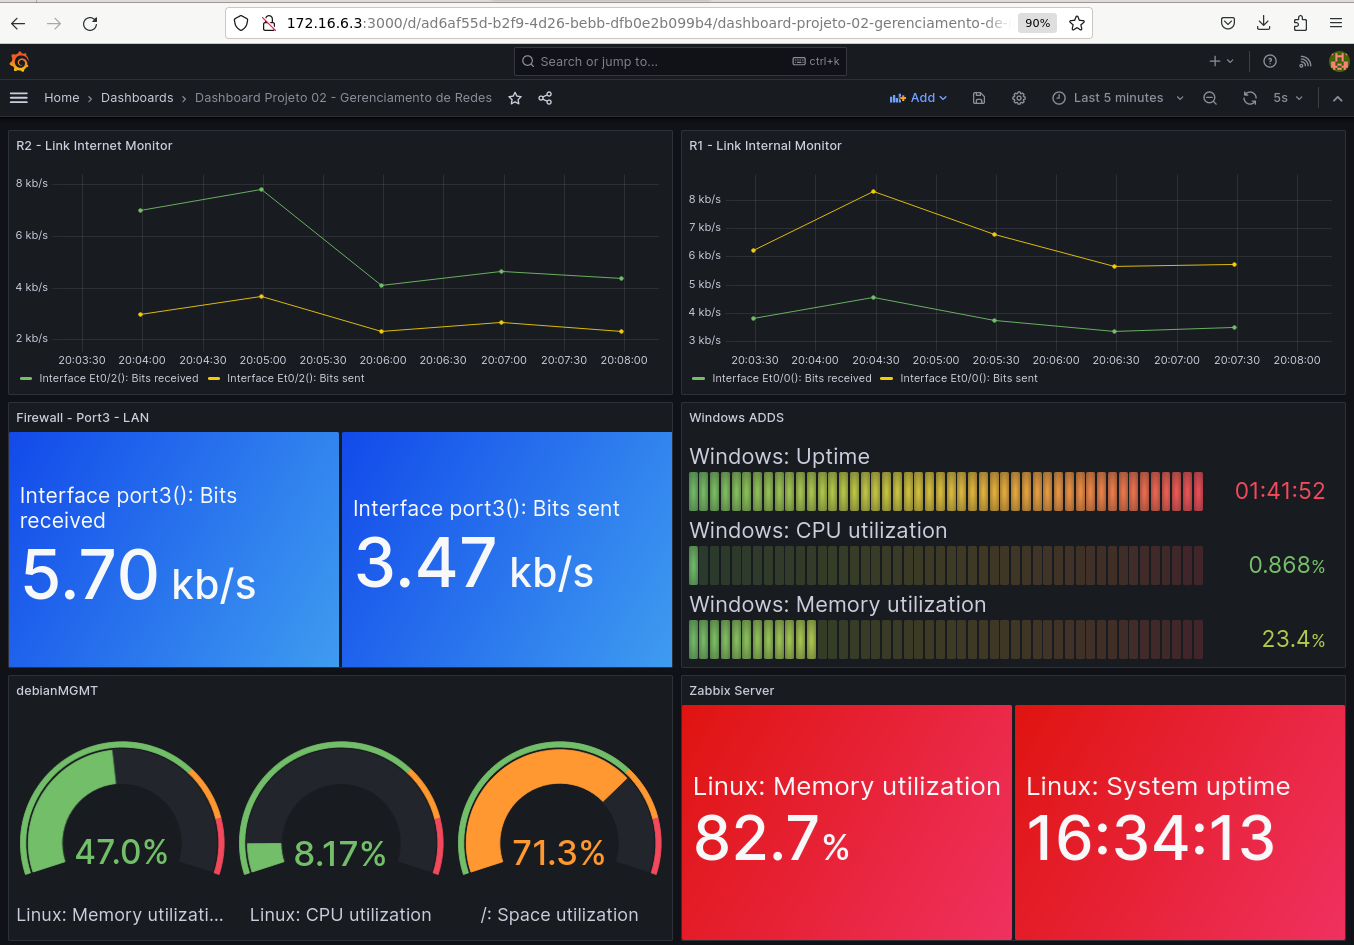 172.16.6.3:3000/d/ad6af55d-b2f9-4d26-bebb-dfb0e2b099b4/dashboard-projeto-02-gerenciamento-de-
90%
Search or jump to...
ctrl+k
Home › Dashboards › Dashboard Projeto 02 - Gerenciamento de Redes
Add
Last 5 minutes
5s
R2 - Link Internet Monitor
8 kb/s
6 kb/s
4 kb/s
2 kb/s
20:03:30 20:04:00 20:04:30 20:05:00 20:05:30 20:06:00 20:06:30 20:07:00 20:07:30 20:08:00
Interface Et0/2(): Bits received Interface Et0/2(): Bits sent
R1 - Link Internal Monitor
8 kb/s
7 kb/s
6 kb/s
5 kb/s
4 kb/s
3 kb/s
20:03:30 20:04:00 20:04:30 20:05:00 20:05:30 20:06:00 20:06:30 20:07:00 20:07:30 20:08:00
Interface Et0/0(): Bits received Interface Et0/0(): Bits sent
Firewall - Port3 - LAN
Interface port3(): Bits
received
5.70 kb/s
Interface port3(): Bits sent
3.47 kb/s
Windows ADDS
Windows: Uptime
01:41:52
Windows: CPU utilization
0.868%
Windows: Memory utilization
23.4%
debianMGMT
47.0%
Linux: Memory utilizati...
8.17%
Linux: CPU utilization
71.3%
/: Space utilization
Zabbix Server
Linux: Memory utilization
82.7%
Linux: System uptime
16:34:13